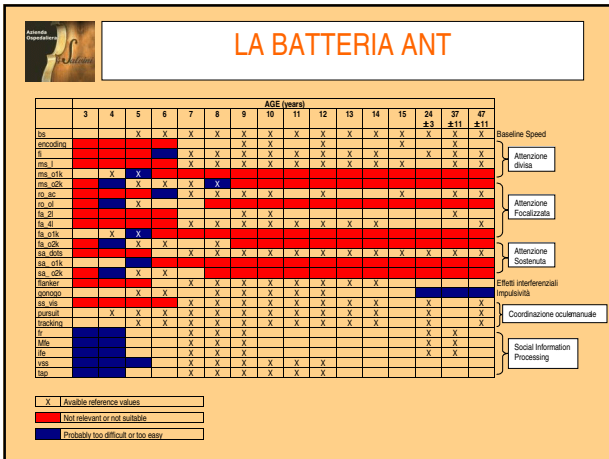 Azienda
Ospedaliera
Salvini
LA BATTERIA ANT
AGE (years)
3 4 5 6 7 8 9 10 11 12 13 14 15 24 ±3 37 ±11 47 ±11
bs X X X X X X X X X X X X X X Baseline Speed
encoding X X X X
fi X X X X X X X X X X X
ms_l X X X X X X X X X X
Attenzione
divisa
ms_o1k X X
ms_o2k X X X X X
ro_ac X X X X X X X
ro_ol X
Attenzione
Focalizzata
fa_2l X X X
fa_4l X X X X X X X X X
fa_o1k X X
fa_o2k X X X
sa_dots X X X X X X X X X X X X
Attenzione
Sostenuta
sa_o1k
sa_o2k X X
flanker X X X X X X X X X X Effetti interferenziali
gonogo X X X X X X X Impulsività
ss_vis X X X X X X X X
pursuit X X X X X X X X X X X
tracking X X X X X X X X X X
Coordinazione oculemanuale
fr X X X X X
Mfe X X X X X
ife X X X X X
vss X X X X X X
tap X X X X X X
Social Information
Processing
X Avaible reference values
Not relevant or not suitable
Probably too difficult or too easy